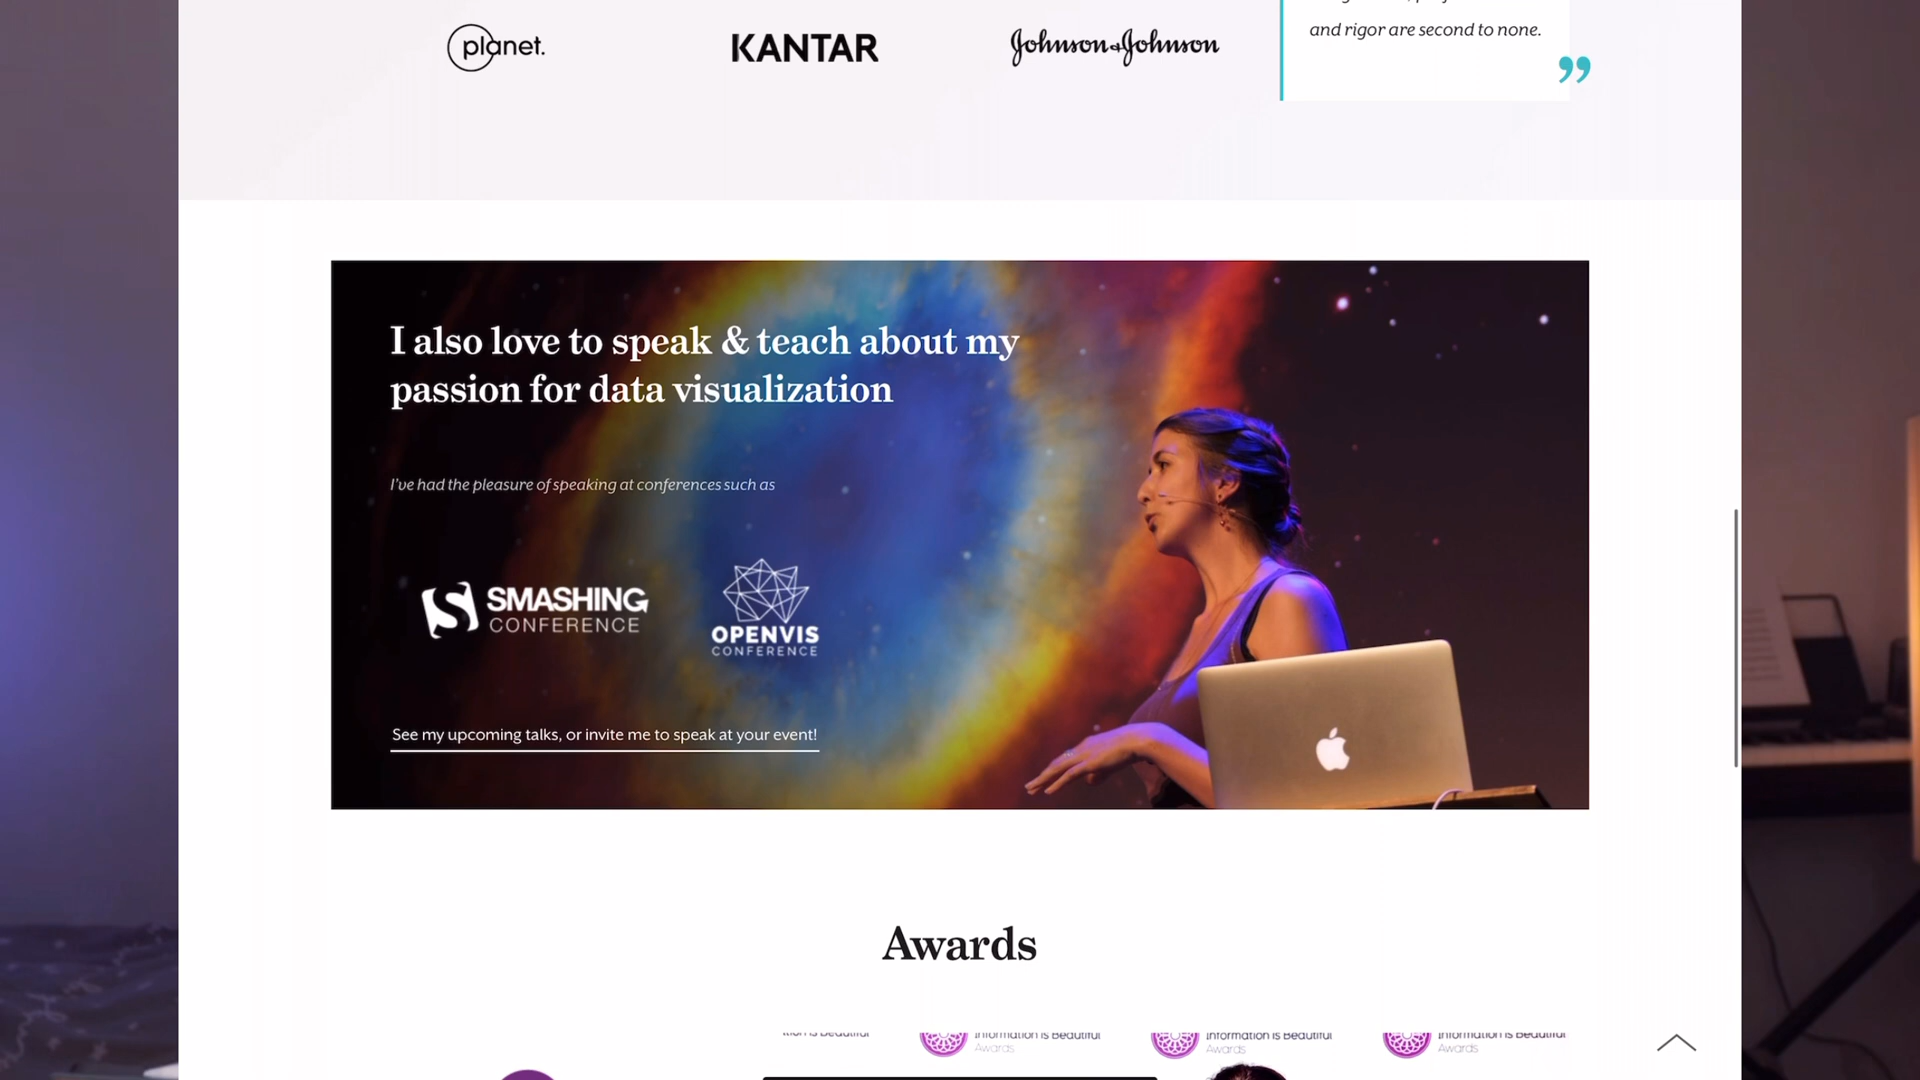 planet.
KANTAR
Johnson&Johnson
and rigor are second to none.
”
I also love to speak & teach about my
passion for data visualization
I've had the pleasure of speaking at conferences such as
SMASHING
CONFERENCE
OPENVIS
CONFERENCE
See my upcoming talks, or invite me to speak at your event!
Awards
is Beautiful
Information is Beautiful
Awards
Information is Beautiful
Awards
Information is Beautiful
Awards